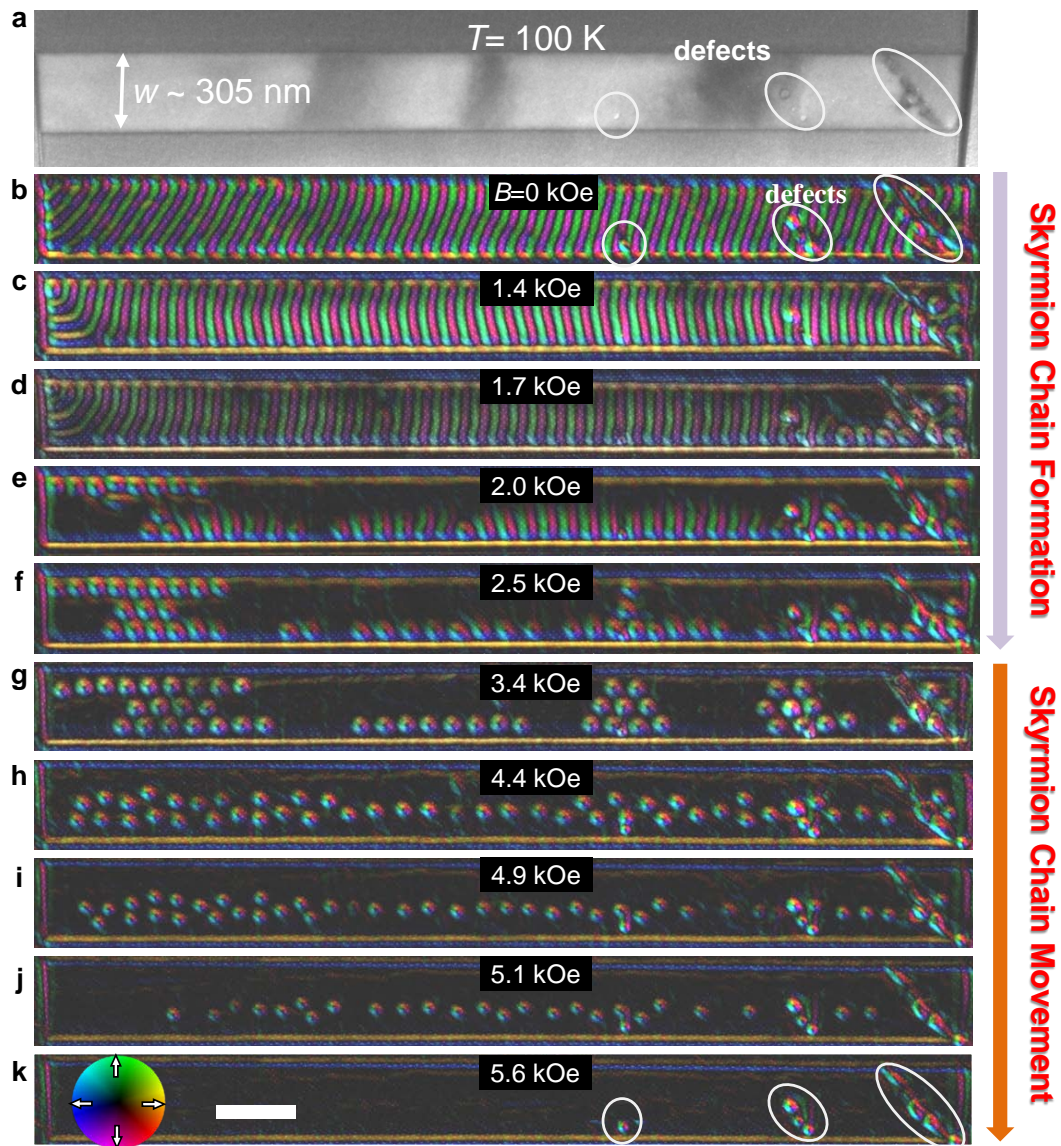 a
T= 100 K
defects
w ~ 305 nm
b
B=0 kOe
defects
c
1.4 kOe
d
1.7 kOe
e
2.0 kOe
f
2.5 kOe
Skyrmion Chain Formation
g
3.4 kOe
h
4.4 kOe
i
4.9 kOe
j
5.1 kOe
k
5.6 kOe
Skyrmion Chain Movement